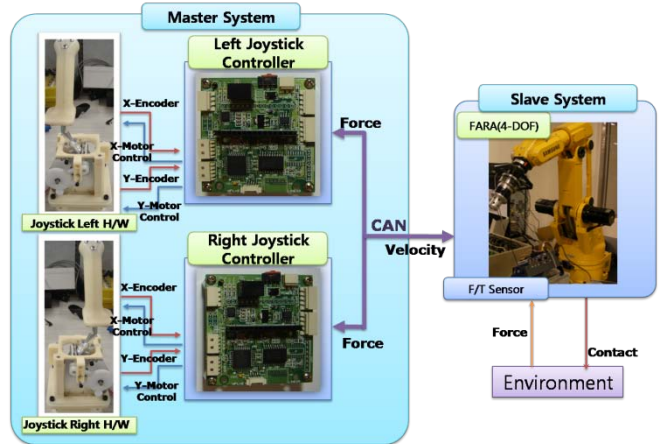 Master System
Left Joystick
Controller
X-Encoder
X-Motor
Control
Y-Encoder
Y-Motor
Control
Joystick Left H/W
Force
Right Joystick
Controller
X-Encoder
X-Motor
Control
Y-Encoder
Y-Motor
Control
Joystick Right H/W
Force
CAN
Velocity
Slave System
FARA(4-DOF)
SAMSUNG
F/T Sensor
Force
Contact
Environment